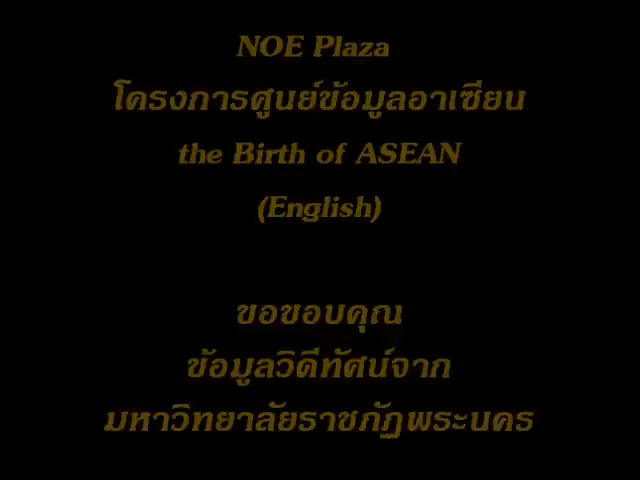 NOE Plaza
โครงการศูนย์ข้อมูลอาเซียน
the Birth of ASEAN
(English)
ขอขอบคุณ
ข้อมูลวิดีทัศน์จาก
มหาวิทยาลัยราชภัฏพระนคร